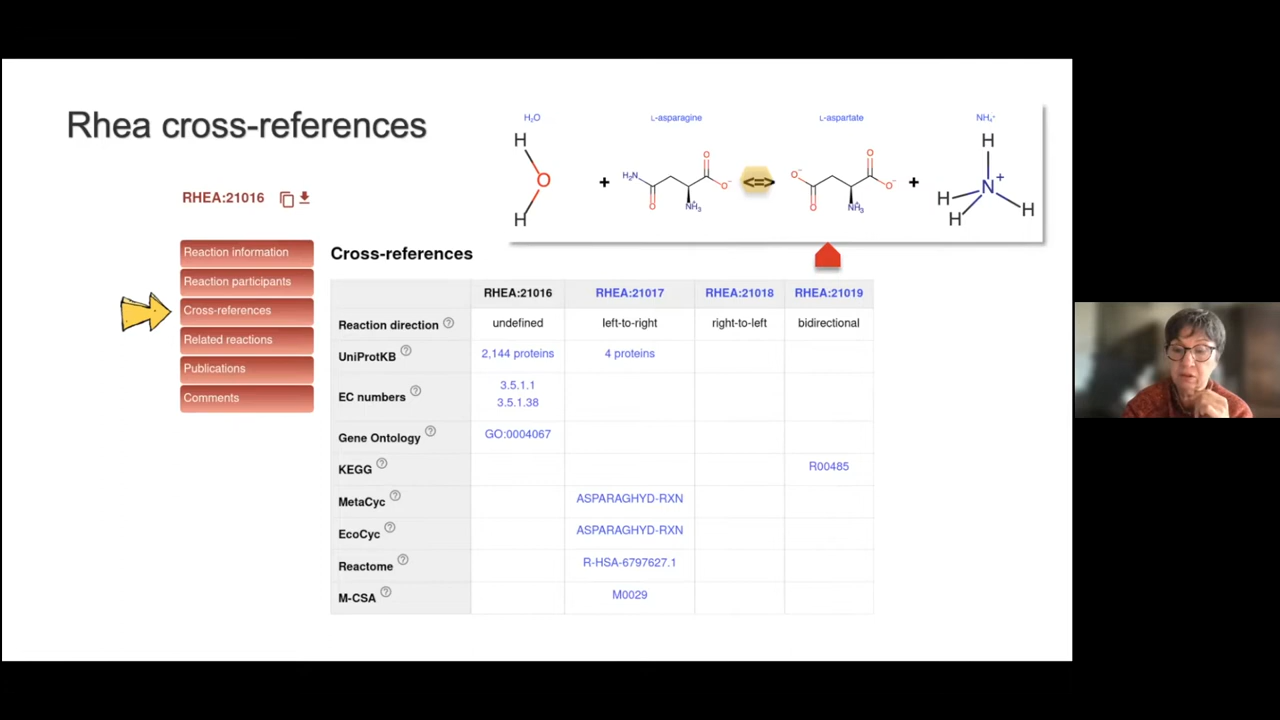 Rhea cross-references
H₂O
L-asparagine
L-aspartate
NH₄⁺
H
O
H
+
H₂N
O
O
O⁻
NH₃
+
<=>
O⁻
O
O
O⁻
NH₃
+
+
H
N +
H
H
H
RHEA:21016
Reaction information
Reaction participants
Cross-references
Related reactions
Publications
Comments
Cross-references
RHEA:21016 RHEA:21017 RHEA:21018 RHEA:21019
Reaction direction ? undefined left-to-right right-to-left bidirectional
UniProtKB ? 2,144 proteins 4 proteins
EC numbers ? 3.5.1.1
3.5.1.38
Gene Ontology ? GO:0004067
KEGG ? R00485
MetaCyc ? ASPARAGHYD-RXN
EcoCyc ? ASPARAGHYD-RXN
Reactome ? R-HSA-6797627.1
M-CSA ? M0029